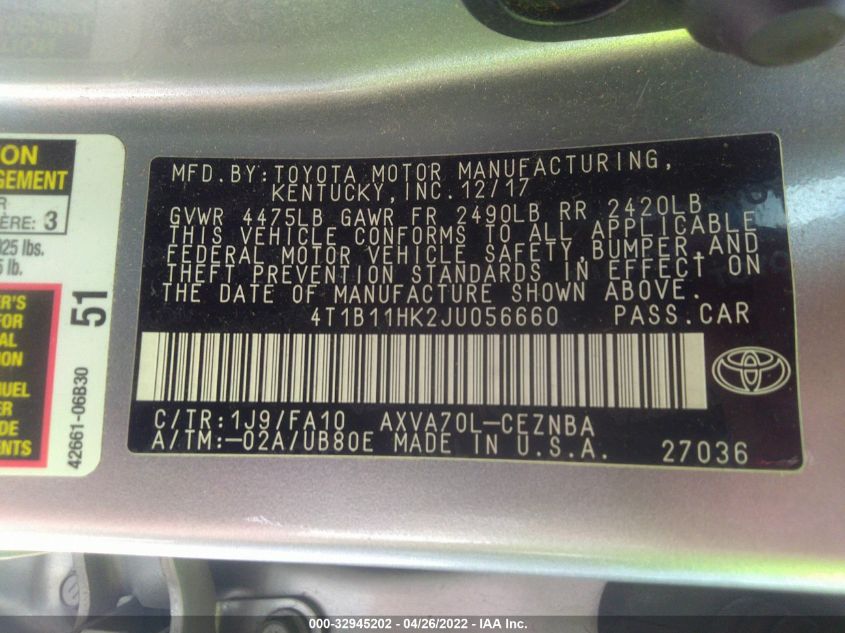 MFD.BY:TOYOTA MOTOR MANUFACTURING,
KENTUCKY, INC. 12/17
GVWR 4475LB GAWR FR 2490LB RR 2420LB
THIS VEHICLE CONFORMS TO ALL APPLICABLE
FEDERAL MOTOR VEHICLE SAFETY, BUMPER, AND
THEFT PREVENTION STANDARDS IN EFFECT ON
THE DATE OF MANUFACTURE SHOWN ABOVE.
4T1B11HK2JU056660 PASS.CAR
C/TR:1J9/FA10 AXVA70L-CEZNBA
A/TM:-02A/UB80E MADE IN U.S.A. 27036
3
lbs.
lb.
FOR
51
42661-06B30
000-32945202 - 04/26/2022 - IAA Inc.